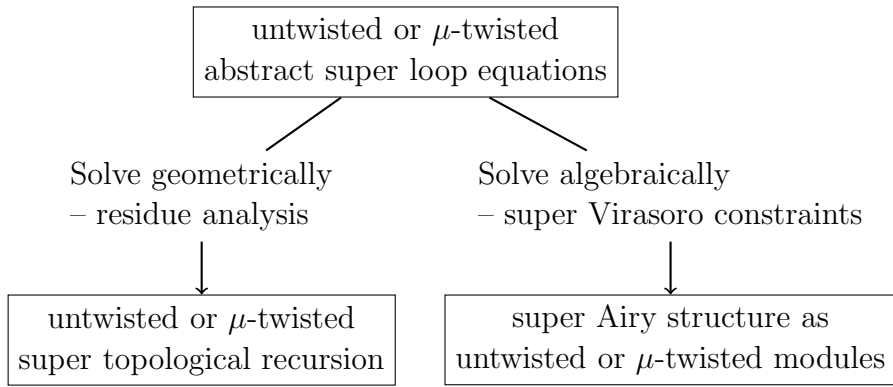 untwisted or μ-twisted
abstract super loop equations
Solve geometrically
– residue analysis
Solve algebraically
– super Virasoro constraints
untwisted or μ-twisted
super topological recursion
super Airy structure as
untwisted or μ-twisted modules